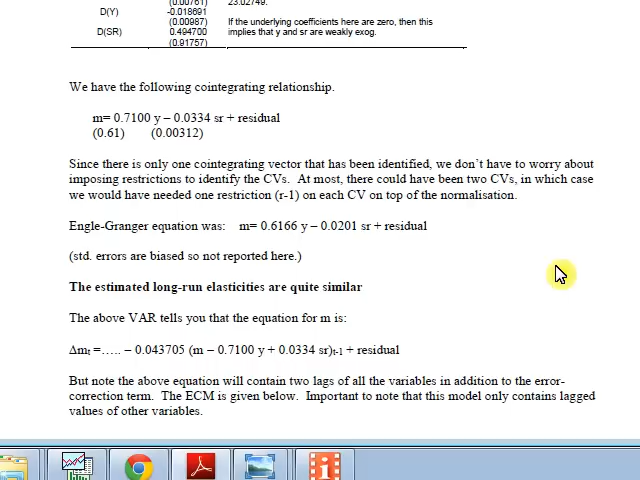 (0.00761) 23.02749.
D(Y) -0.018691
(0.00987) If the underlying coefficients here are zero, then this
D(SR) 0.494700 implies that y and sr are weakly exog.
(0.91757)
We have the following cointegrating relationship.
m= 0.7100 y – 0.0334 sr + residual
(0.61) (0.00312)
Since there is only one cointegrating vector that has been identified, we don't have to worry about
imposing restrictions to identify the CVs. At most, there could have been two CVs, in which case
we would have needed one restriction (r-1) on each CV on top of the normalisation.
Engle-Granger equation was: m= 0.6166 y – 0.0201 sr + residual
(std. errors are biased so not reported here.)
The estimated long-run elasticities are quite similar
The above VAR tells you that the equation for m is:
Δmt =….. – 0.043705 (m – 0.7100 y + 0.0334 sr)t-1 + residual
But note the above equation will contain two lags of all the variables in addition to the error-
correction term. The ECM is given below. Important to note that this model only contains lagged
values of other variables.